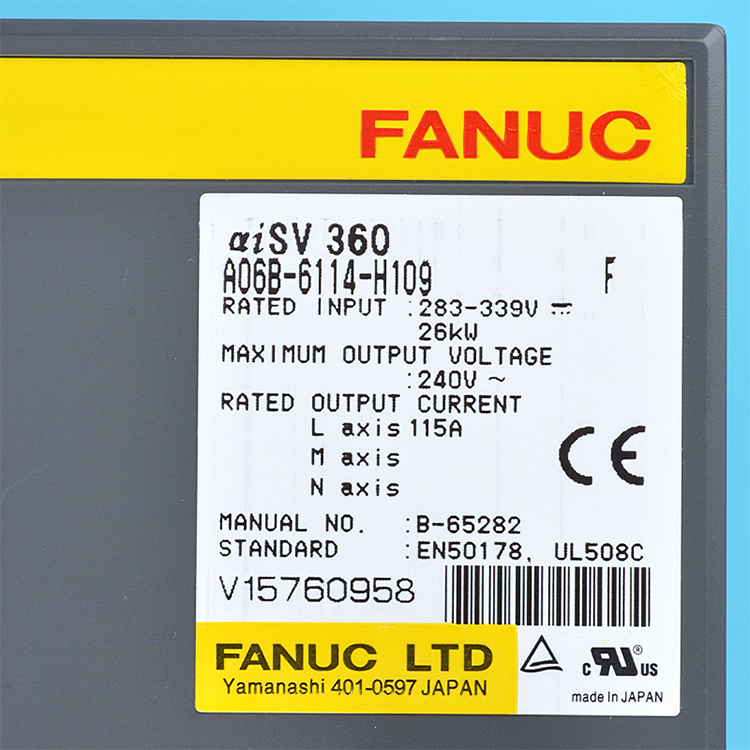 FANUC
αiSV 360
A06B-6114-H109 F
RATED INPUT :283-339V ⎓
26kW
MAXIMUM OUTPUT VOLTAGE
:240V ~
RATED OUTPUT CURRENT
L axis 115A
M axis
N axis
CE
MANUAL NO. :B-65282
STANDARD :EN50178, UL508C
V15760958
FANUC LTD
Yamanashi 401-0597 JAPAN
c RU ® US
made in JAPAN